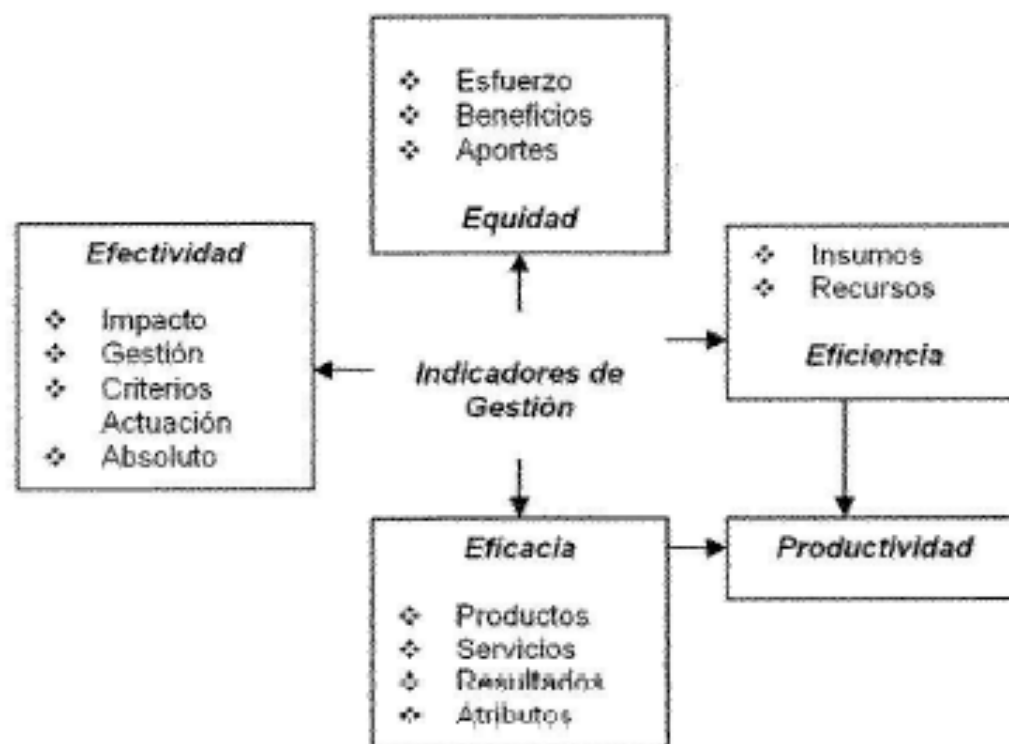 Esfuerzo
Beneficios
Aportes
Equidad
Efectividad
Impacto
Gestión
Criterios
Actuación
Absoluto
Indicadores de
Gestión
Insumos
Recursos
Eficiencia
Eficacia
Productos
Servicios
Resultados
Atributos
Productividad